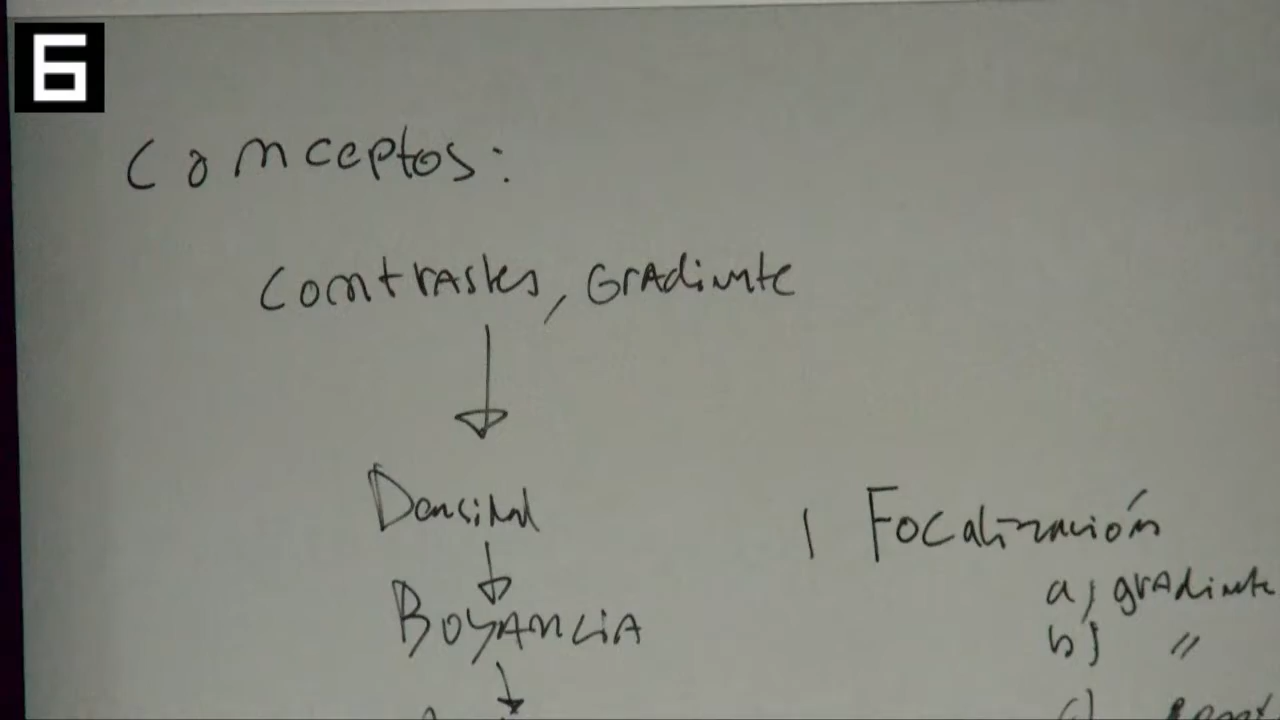 6
Conceptos:
Contrastes, Gradiente
Densidad
Boyancia
1 Focalización
a) gradiente
b) "
c)